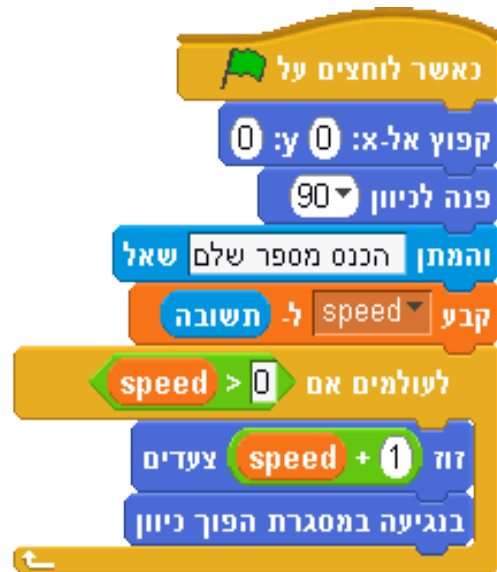 כאשר לוחצים על
קפוץ אל-x: 0 y: 0
פנה לכיוון 90
והמתן הכנס מספר שלם שאל
קבע speed ל- תשובה
לעולמים אם speed > 0
זוז speed + 1 צעדים
בנגיעה במסגרת הפוך כיוון